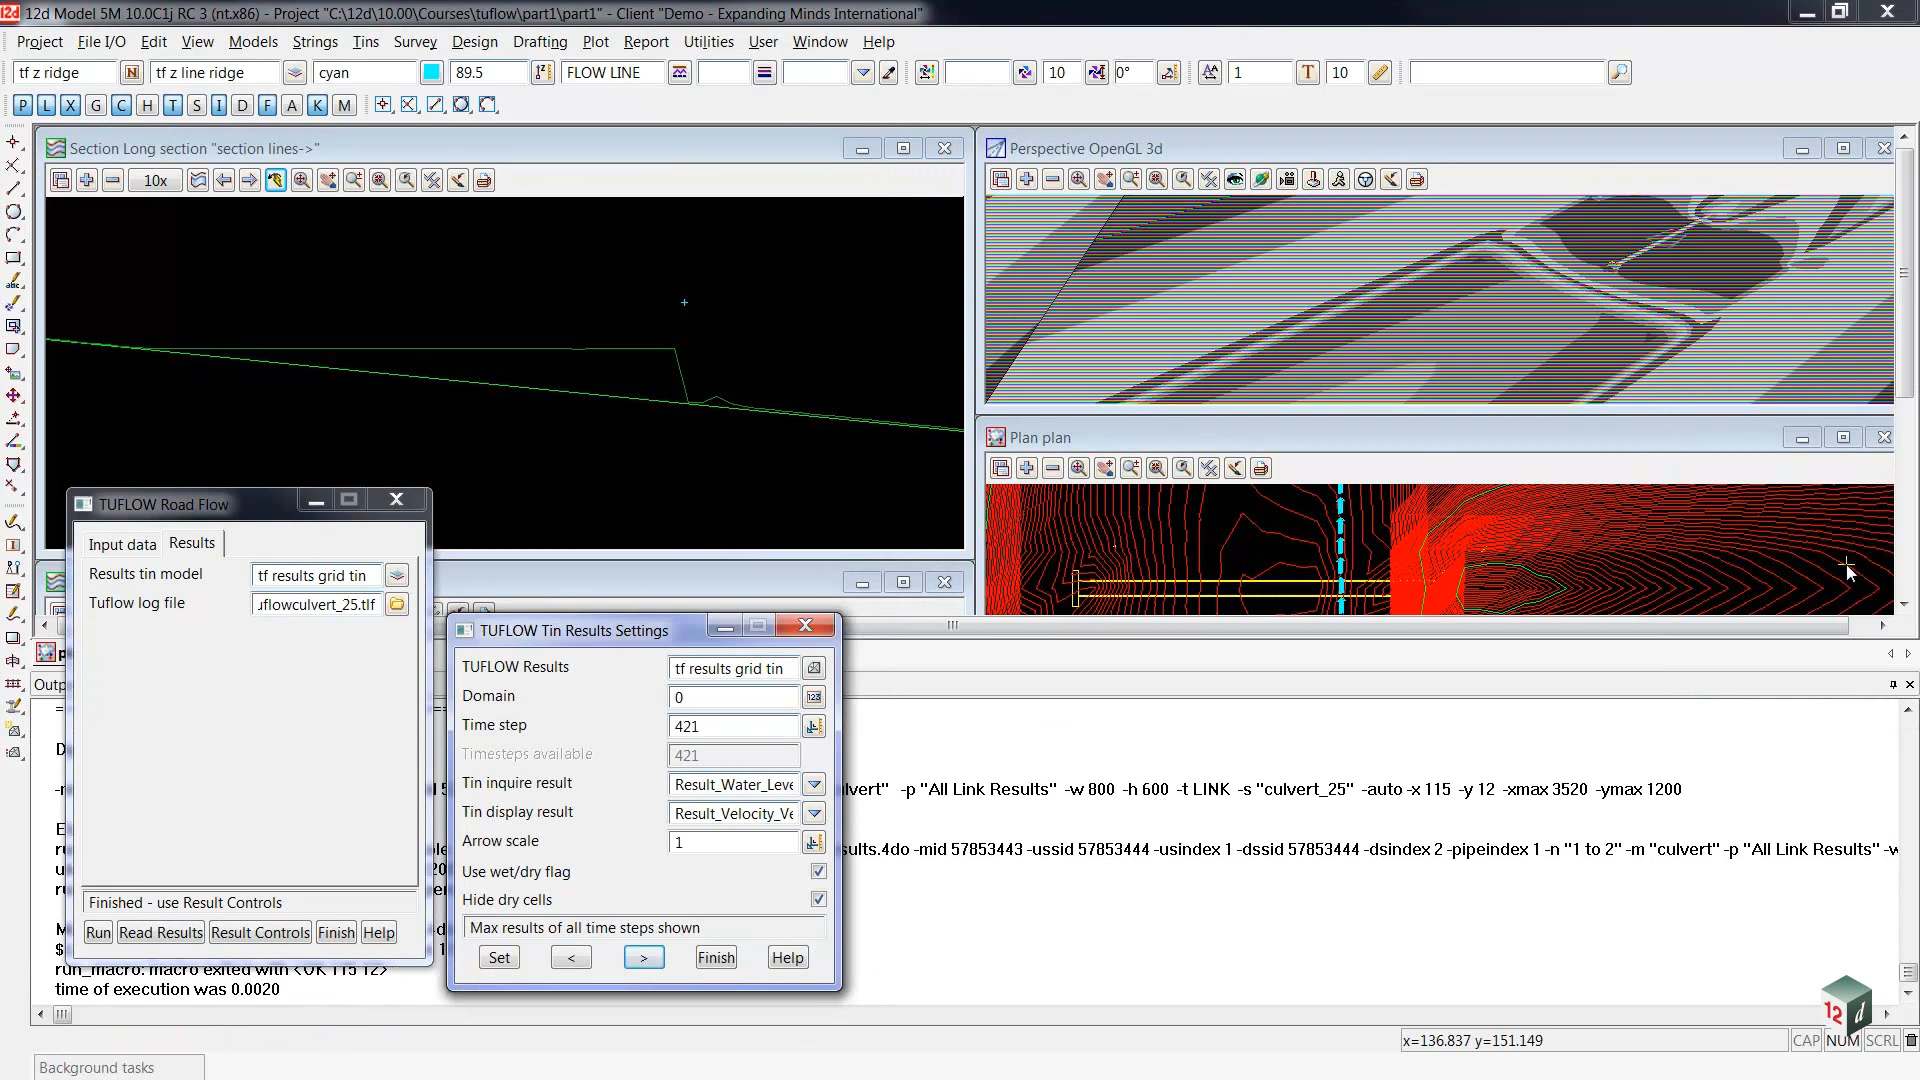 12d Model 5M 10.0C1j RC 3 (nt.x86) - Project "C:\12d\10.00\Courses\tuflow\part1\part1" - Client "Demo - Expanding Minds International"
Project File I/O Edit View Models Strings Tins Survey Design Drafting Plot Report Utilities User Window Help
tf z ridge N tf z line ridge cyan 89.5 FLOW LINE 10 0° 1 T 10
P L X G C H T S I D F A K M
Section Long section "section lines->"
10x
Perspective OpenGL 3d
Plan plan
TUFLOW Road Flow
Input data Results
Results tin model tf results grid tin
Tuflow log file uflowculvert_25.tlf
Finished - use Result Controls
Run Read Results Result Controls Finish Help
TUFLOW Tin Results Settings
TUFLOW Results tf results grid tin
Domain 0
Time step 421
Timesteps available 421
Tin inquire result Result_Water_Leve
Tin display result Result_Velocity_Ve
Arrow scale 1
Use wet/dry flag
Hide dry cells
Max results of all time steps shown
Set < > Finish Help
Outp
lvert" -p "All Link Results" -w 800 -h 600 -t LINK -s "culvert_25" -auto -x 115 -y 12 -xmax 3520 -ymax 1200
sults.4do -mid 57853443 -ussid 57853444 -usindex 1 -dssid 57853444 -dsindex 2 -pipeindex 1 -n "1 to 2" -m "culvert" -p "All Link Results" -w
run_macro: macro exited with <OK 115 12>
time of execution was 0.0020
12 d
x=136.837 y=151.149 CAP NUM SCRL
Background tasks